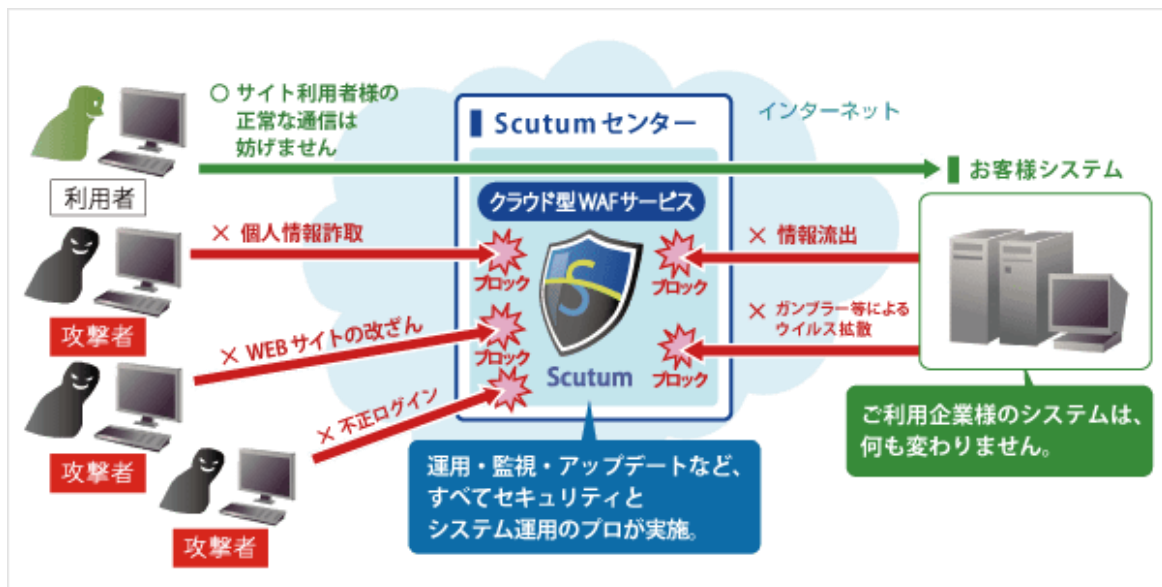 ○ サイト利用者様の
正常な通信は
妨げません
利用者
Scutumセンター
インターネット
お客様システム
クラウド型WAFサービス
× 個人情報詐取
ブロック
ブロック
× 情報流出
攻撃者
× WEBサイトの改ざん
ブロック
ブロック
× ガンブラー等による
ウイルス拡散
Scutum
攻撃者
× 不正ログイン
攻撃者
運用・監視・アップデートなど、
すべてセキュリティと
システム運用のプロが実施。
ご利用企業様のシステムは、
何も変わりません。